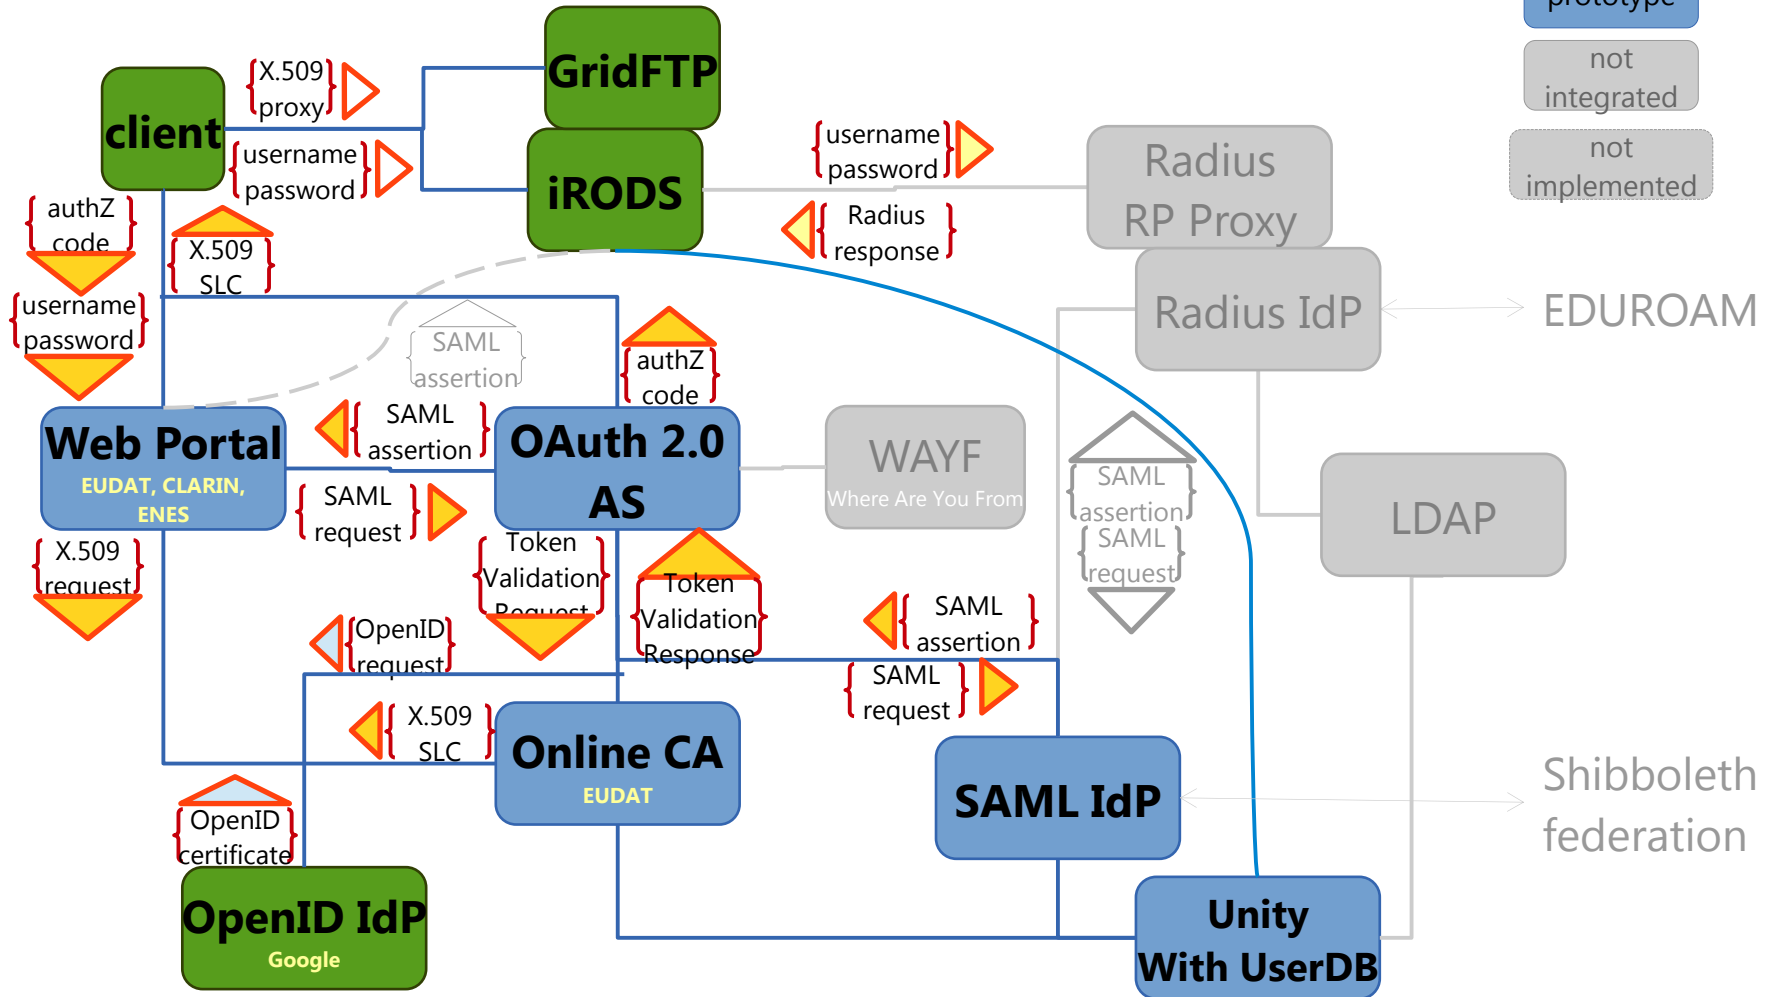 prototype
not
integrated
not
implemented
GridFTP
client
X.509
proxy
username
password
iRODS
username
password
Radius
response
Radius
RP Proxy
Radius IdP
EDUROAM
authZ
code
X.509
SLC
username
password
SAML
assertion
authZ
code
Web Portal
EUDAT, CLARIN,
ENES
SAML
assertion
SAML
request
OAuth 2.0
AS
WAYF
Where Are You From
SAML
assertion
SAML
request
LDAP
X.509
request
Token
Validation
Request
Token
Validation
Response
OpenID
request
SAML
assertion
SAML
request
X.509
SLC
Online CA
EUDAT
SAML IdP
Shibboleth
federation
OpenID
certificate
OpenID IdP
Google
Unity
With UserDB